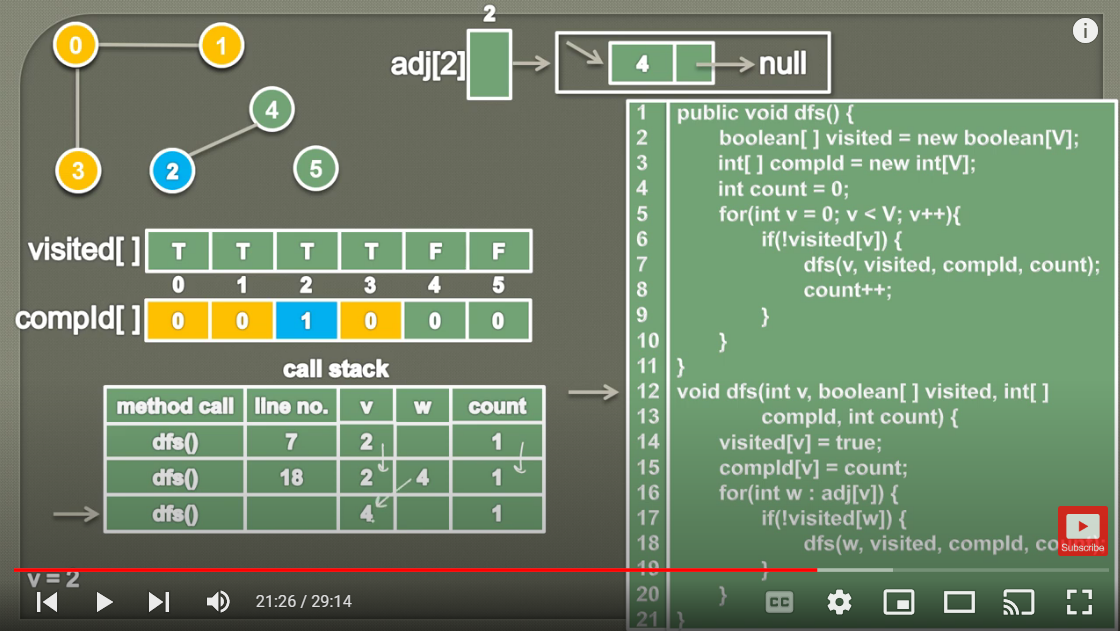 2
0 1
adj[2] 4 null
4
3 2 5
visited[ ] T T T T F F
0 1 2 3 4 5
compId[ ] 0 0 1 0 0 0
call stack
method call line no. v w count
dfs() 7 2 1
dfs() 18 2 4 1
dfs() 4 1
v = 2
1 public void dfs() {
2 boolean[ ] visited = new boolean[V];
3 int[ ] compId = new int[V];
4 int count = 0;
5 for(int v = 0; v < V; v++){
6 if(!visited[v]) {
7 dfs(v, visited, compId, count);
8 count++;
9 }
10 }
11 }
12 void dfs(int v, boolean[ ] visited, int[ ]
13 compId, int count) {
14 visited[v] = true;
15 compId[v] = count;
16 for(int w : adj[v]) {
17 if(!visited[w]) {
18 dfs(w, visited, compId,
19 }
20 }
21 }
Subscribe
21:26 / 29:14
CC